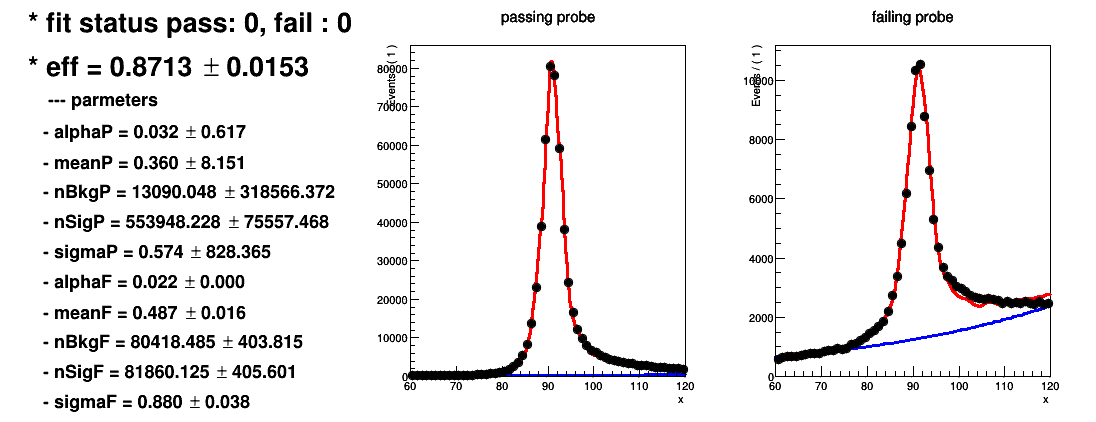 * fit status pass: 0, fail : 0
* eff = 0.8713 ± 0.0153
--- parmeters
- alphaP = 0.032 ± 0.617
- meanP = 0.360 ± 8.151
- nBkgP = 13090.048 ± 318566.372
- nSigP = 553948.228 ± 75557.468
- sigmaP = 0.574 ± 828.365
- alphaF = 0.022 ± 0.000
- meanF = 0.487 ± 0.016
- nBkgF = 80418.485 ± 403.815
- nSigF = 81860.125 ± 405.601
- sigmaF = 0.880 ± 0.038
passing probe
Events / ( 1 )
80000
70000
60000
50000
40000
30000
20000
10000
0
60 70 80 90 100 110 120
x
failing probe
Events / ( 1 )
10000
8000
6000
4000
2000
0
60 70 80 90 100 110 120
x